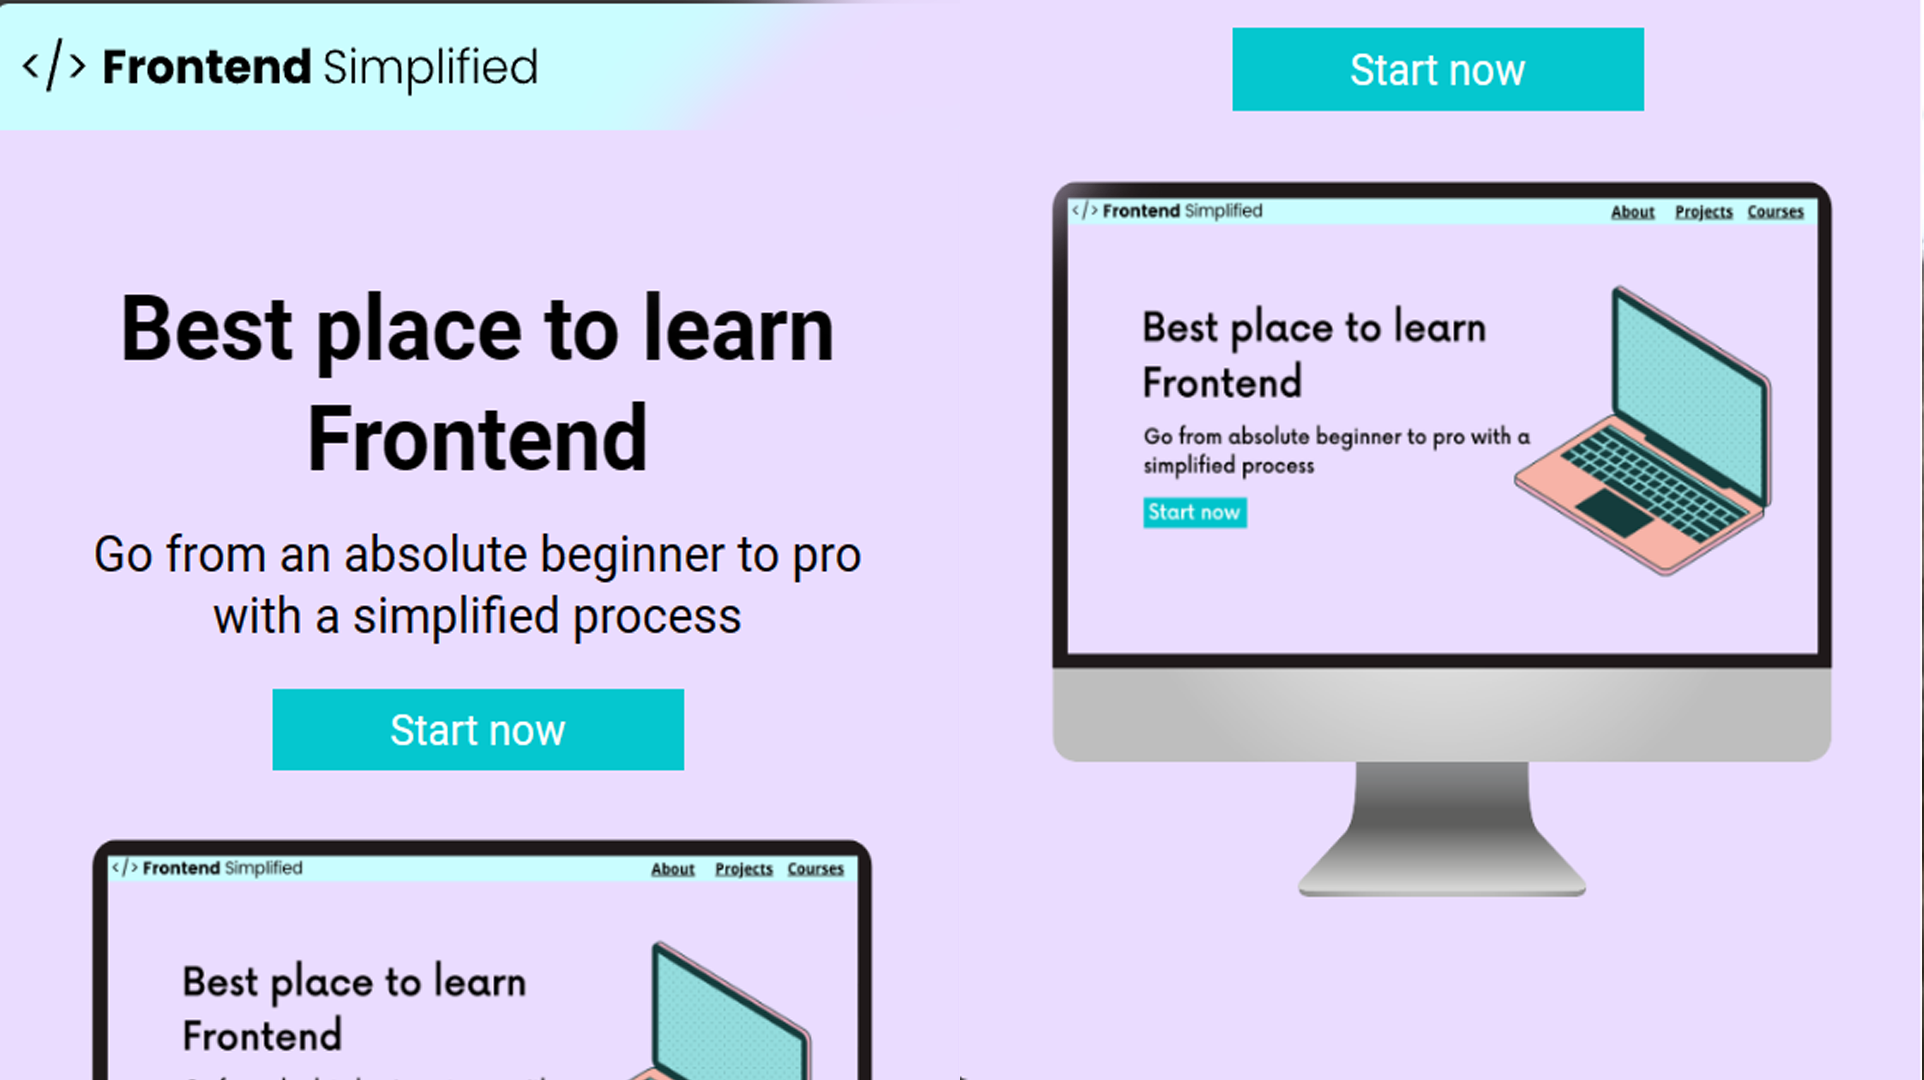 </> Frontend Simplified
Best place to learn
Frontend
Go from an absolute beginner to pro
with a simplified process
Start now
</> Frontend Simplified
About Projects Courses
Best place to learn
Frontend
Start now
</> Frontend Simplified
About Projects Courses
Best place to learn
Frontend
Go from absolute beginner to pro with a
simplified process
Start now